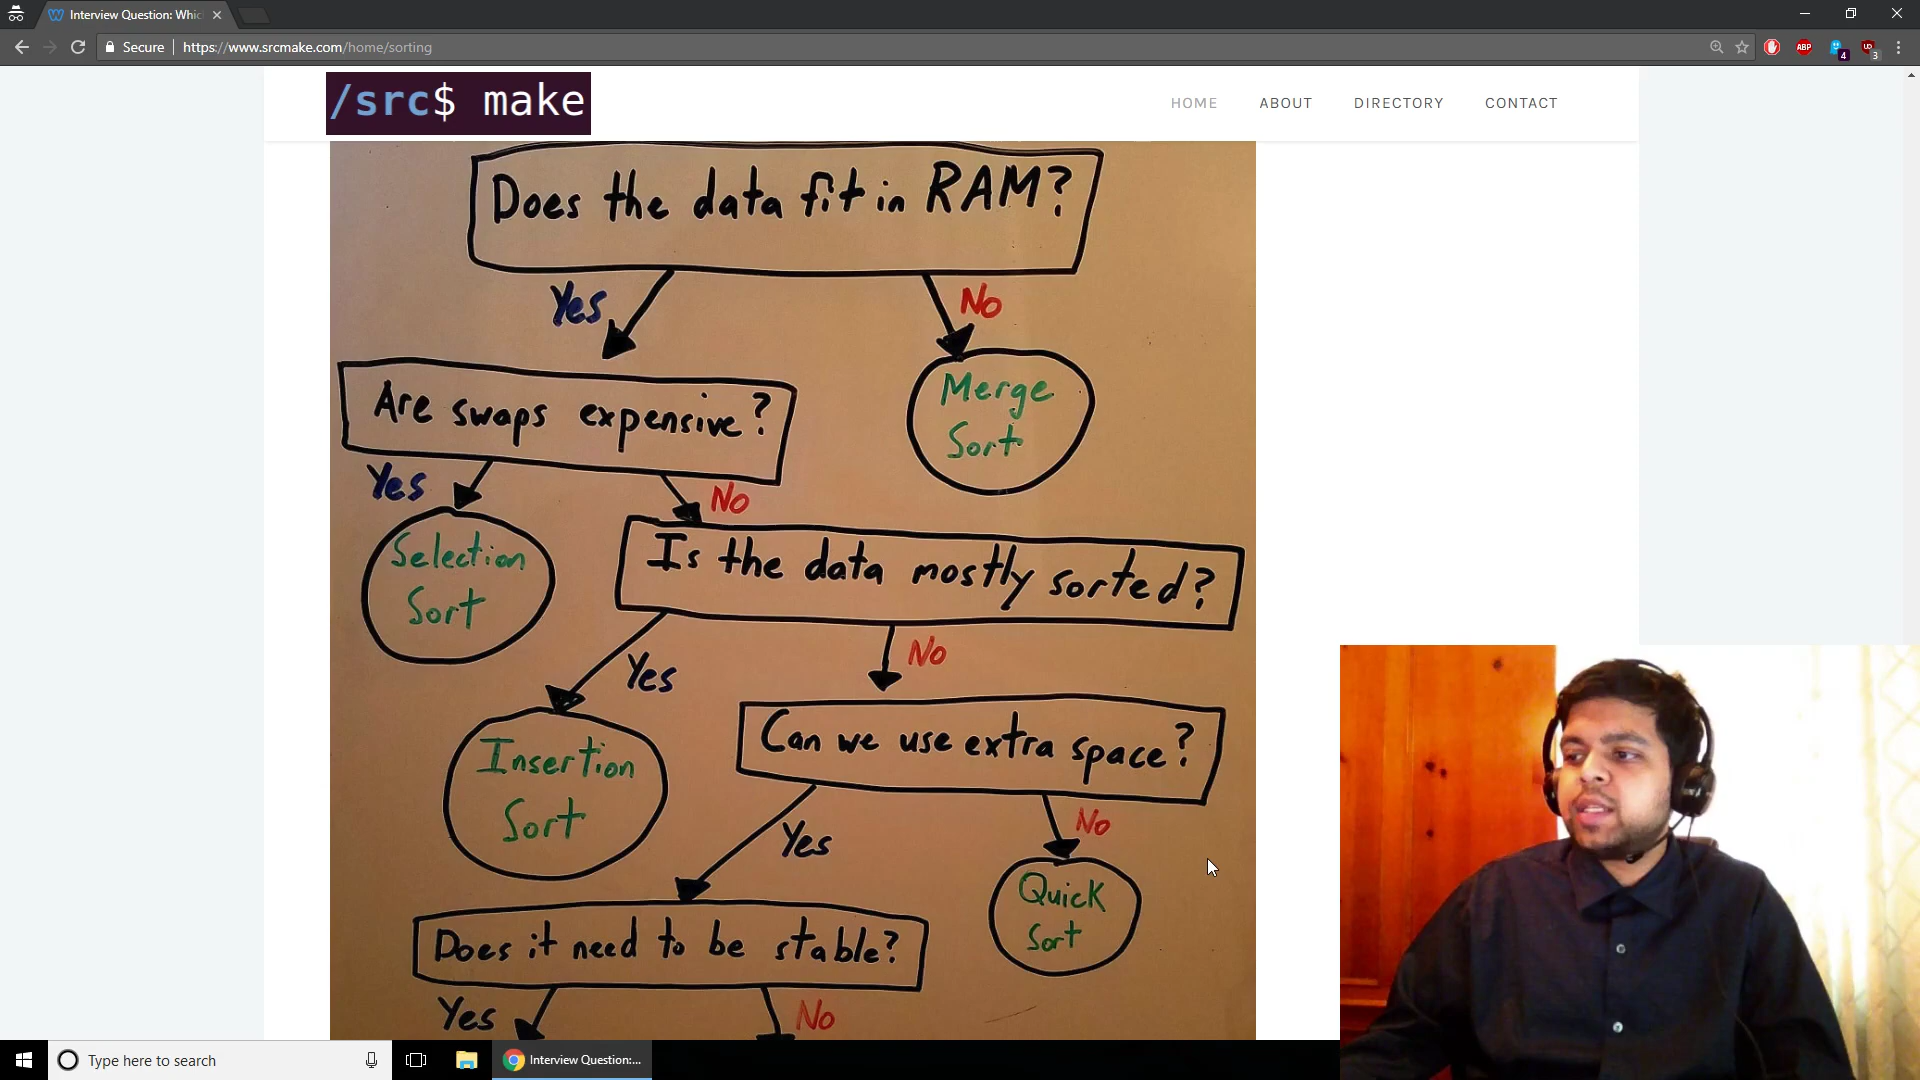 Interview Question: Whic
Secure
https://www.srcmake.com/home/sorting
ABP
4
3
/src$ make
HOME
ABOUT
DIRECTORY
CONTACT
Does the data fit in RAM?
Yes
No
Are swaps expensive?
Merge
Sort
Yes
No
Selection
Sort
Is the data mostly sorted?
Yes
No
Insertion
Sort
Can we use extra space?
Yes
No
Quick
Sort
Does it need to be stable?
Yes
No
Type here to search
Interview Question:...